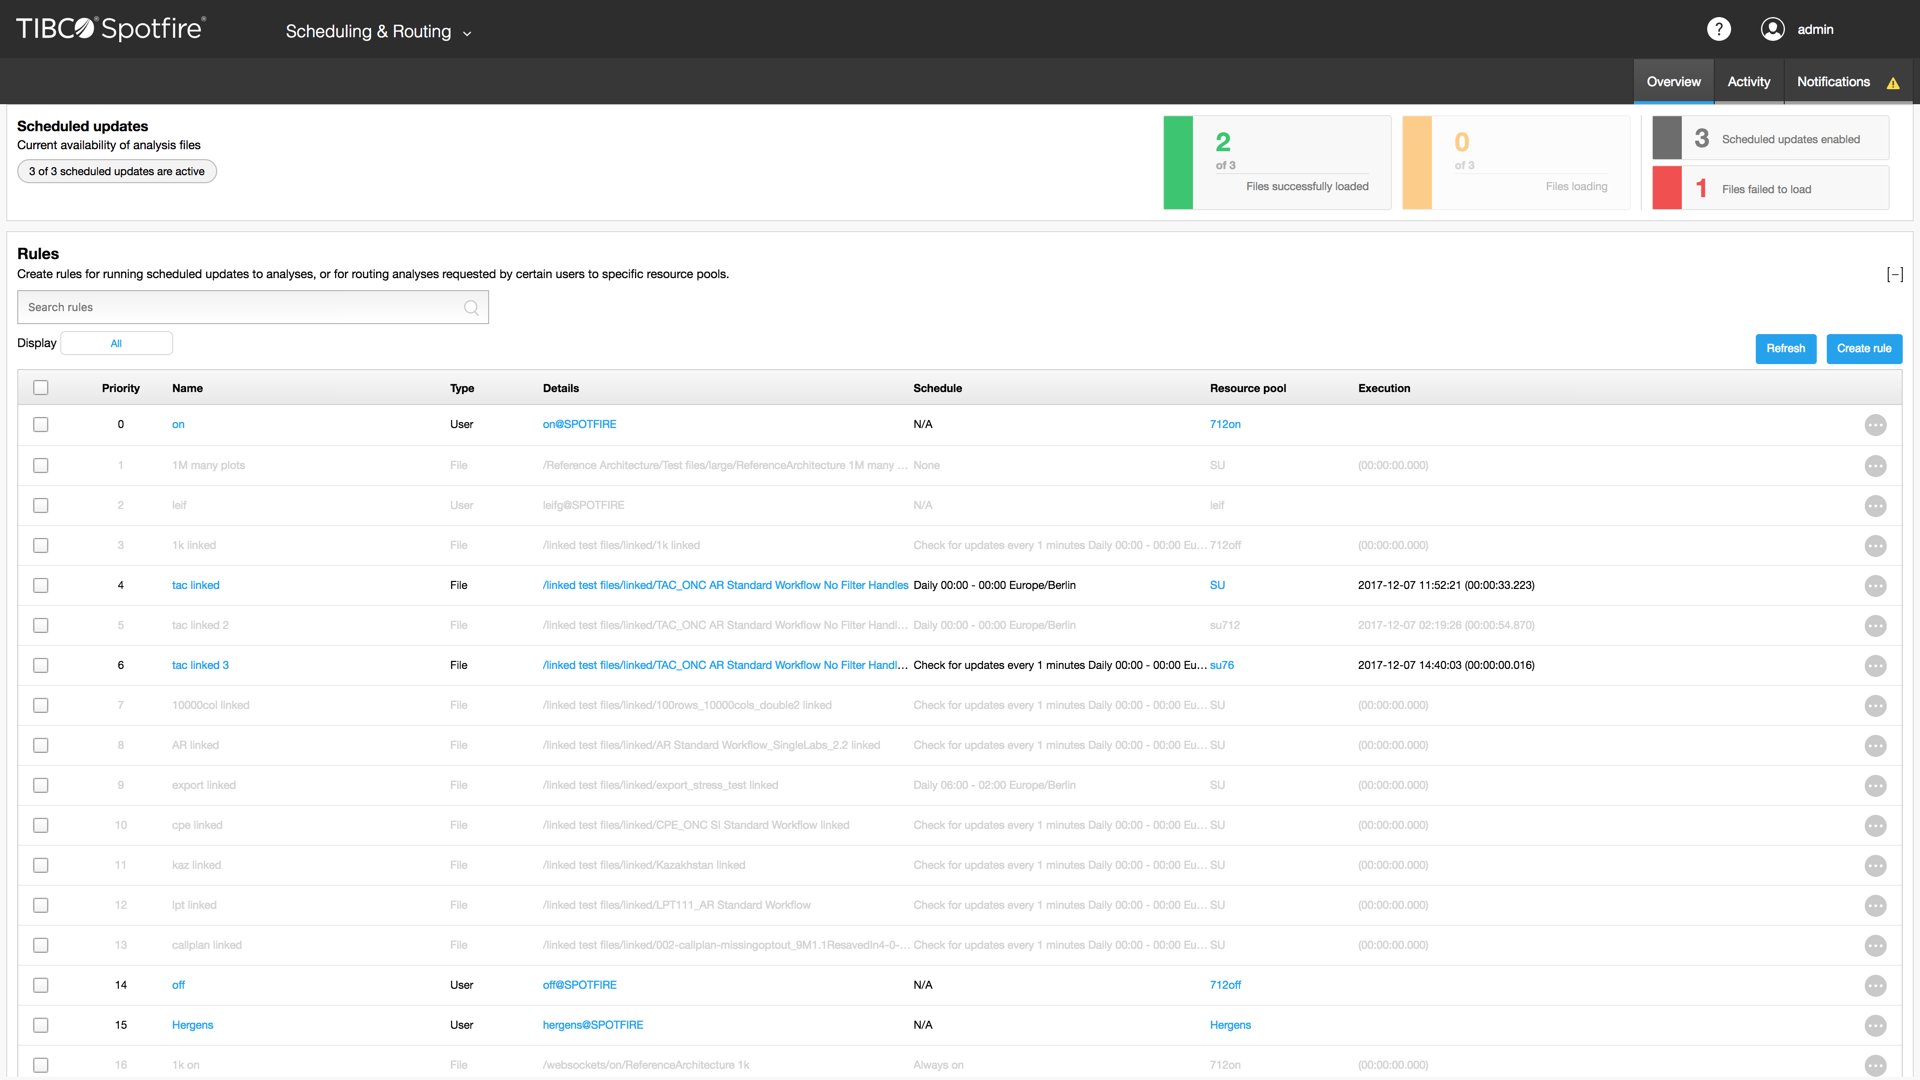 TIBCO Spotfire®
Scheduling & Routing
? admin
Overview Activity Notifications
Scheduled updates
Current availability of analysis files
3 of 3 scheduled updates are active
2
of 3
Files successfully loaded
0
of 3
Files loading
3 Scheduled updates enabled
1 Files failed to load
Rules
Create rules for running scheduled updates to analyses, or for routing analyses requested by certain users to specific resource pools.
[−]
Search rules
Display All
Refresh Create rule
Priority Name Type Details Schedule Resource pool Execution
0 on User on@SPOTFIRE N/A 712on
1 1M many plots File /Reference Architecture/Test files/large/ReferenceArchitecture 1M many ... None SU (00:00:00.000)
2 leif User leifg@SPOTFIRE N/A leif
3 1k linked File /linked test files/linked/1k linked Check for updates every 1 minutes Daily 00:00 - 00:00 Eu... 712off (00:00:00.000)
4 tac linked File /linked test files/linked/TAC_ONC AR Standard Workflow No Filter Handles Daily 00:00 - 00:00 Europe/Berlin SU 2017-12-07 11:52:21 (00:00:33.223)
5 tac linked 2 File /linked test files/linked/TAC_ONC AR Standard Workflow No Filter Handl... Daily 00:00 - 00:00 Europe/Berlin su712 2017-12-07 02:19:26 (00:00:54.870)
6 tac linked 3 File /linked test files/linked/TAC_ONC AR Standard Workflow No Filter Handl... Check for updates every 1 minutes Daily 00:00 - 00:00 Eu... su76 2017-12-07 14:40:03 (00:00:00.016)
7 10000col linked File /linked test files/linked/100rows_10000cols_double2 linked Check for updates every 1 minutes Daily 00:00 - 00:00 Eu... SU (00:00:00.000)
8 AR linked File /linked test files/linked/AR Standard Workflow_SingleLabs_2.2 linked Check for updates every 1 minutes Daily 00:00 - 00:00 Eu... SU (00:00:00.000)
9 export linked File /linked test files/linked/export_stress_test linked Daily 06:00 - 02:00 Europe/Berlin SU (00:00:00.000)
10 cpe linked File /linked test files/linked/CPE_ONC SI Standard Workflow linked Check for updates every 1 minutes Daily 00:00 - 00:00 Eu... SU (00:00:00.000)
11 kaz linked File /linked test files/linked/Kazakhstan linked Check for updates every 1 minutes Daily 00:00 - 00:00 Eu... SU (00:00:00.000)
12 lpt linked File /linked test files/linked/LPT111_AR Standard Workflow Check for updates every 1 minutes Daily 00:00 - 00:00 Eu... SU (00:00:00.000)
13 callplan linked File /linked test files/linked/002-callplan-missingoptout_9M1.1ResavedIn4-0-... Check for updates every 1 minutes Daily 00:00 - 00:00 Eu... SU (00:00:00.000)
14 off User off@SPOTFIRE N/A 712off
15 Hergens User hergens@SPOTFIRE N/A Hergens
16 1k on File /websockets/on/ReferenceArchitecture 1k Always on 712on (00:00:00.000)